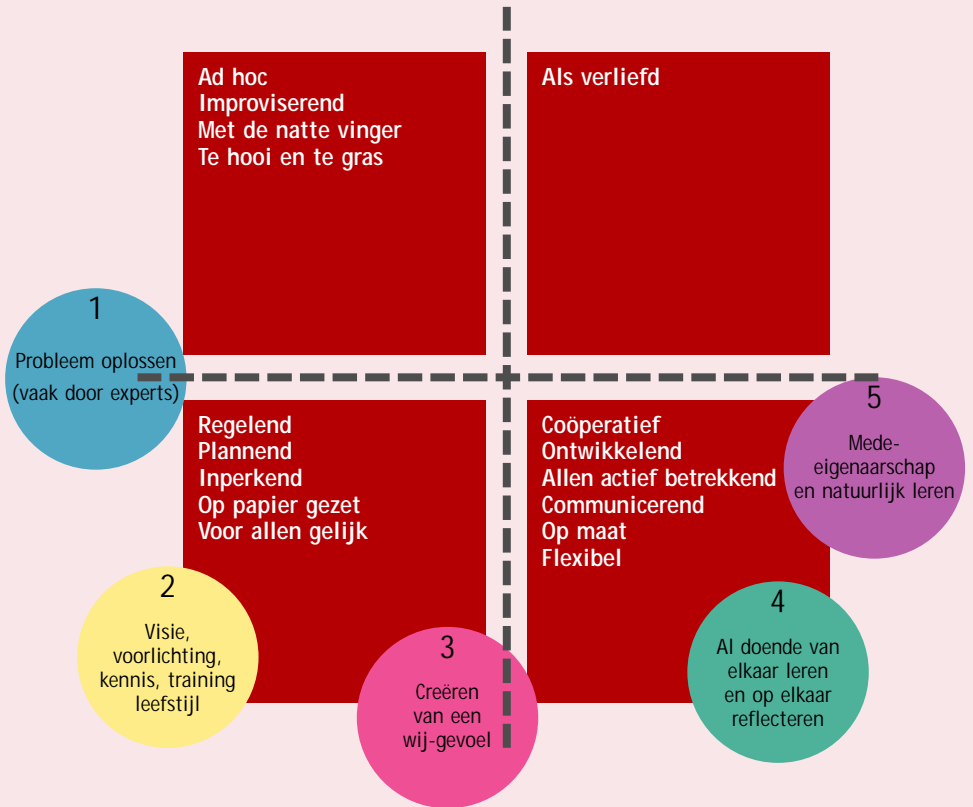 Ad hoc
Improviserend
Met de natte vinger
Te hooi en te gras
Als verliefd
1
Probleem oplossen
(vaak door experts)
Regelend
Plannend
Inperkend
Op papier gezet
Voor allen gelijk
Coöperatief
Ontwikkelend
Allen actief betrekkend
Communicerend
Op maat
Flexibel
5
Mede-
eigenaarschap
en natuurlijk leren
2
Visie,
voorlichting,
kennis, training
leefstijl
3
Creëren
van een
wij-gevoel
4
Al doende van
elkaar leren
en op elkaar
reflecteren